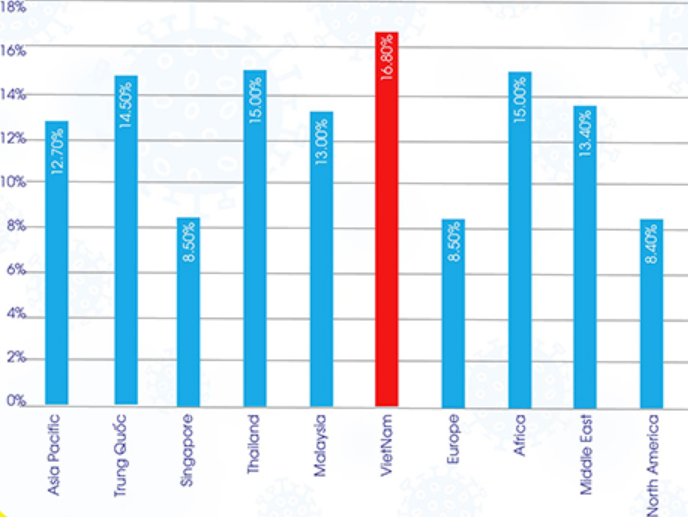 18%
16%
14%
12%
10%
8%
6%
4%
2%
0%
12.70%
14.50%
8.50%
15.00%
13.00%
16.80%
8.50%
15.00%
13.40%
8.40%
Asia Pacific
Trung Quốc
Singapore
Thailand
Malaysia
VietNam
Europe
Africa
Middle East
North America